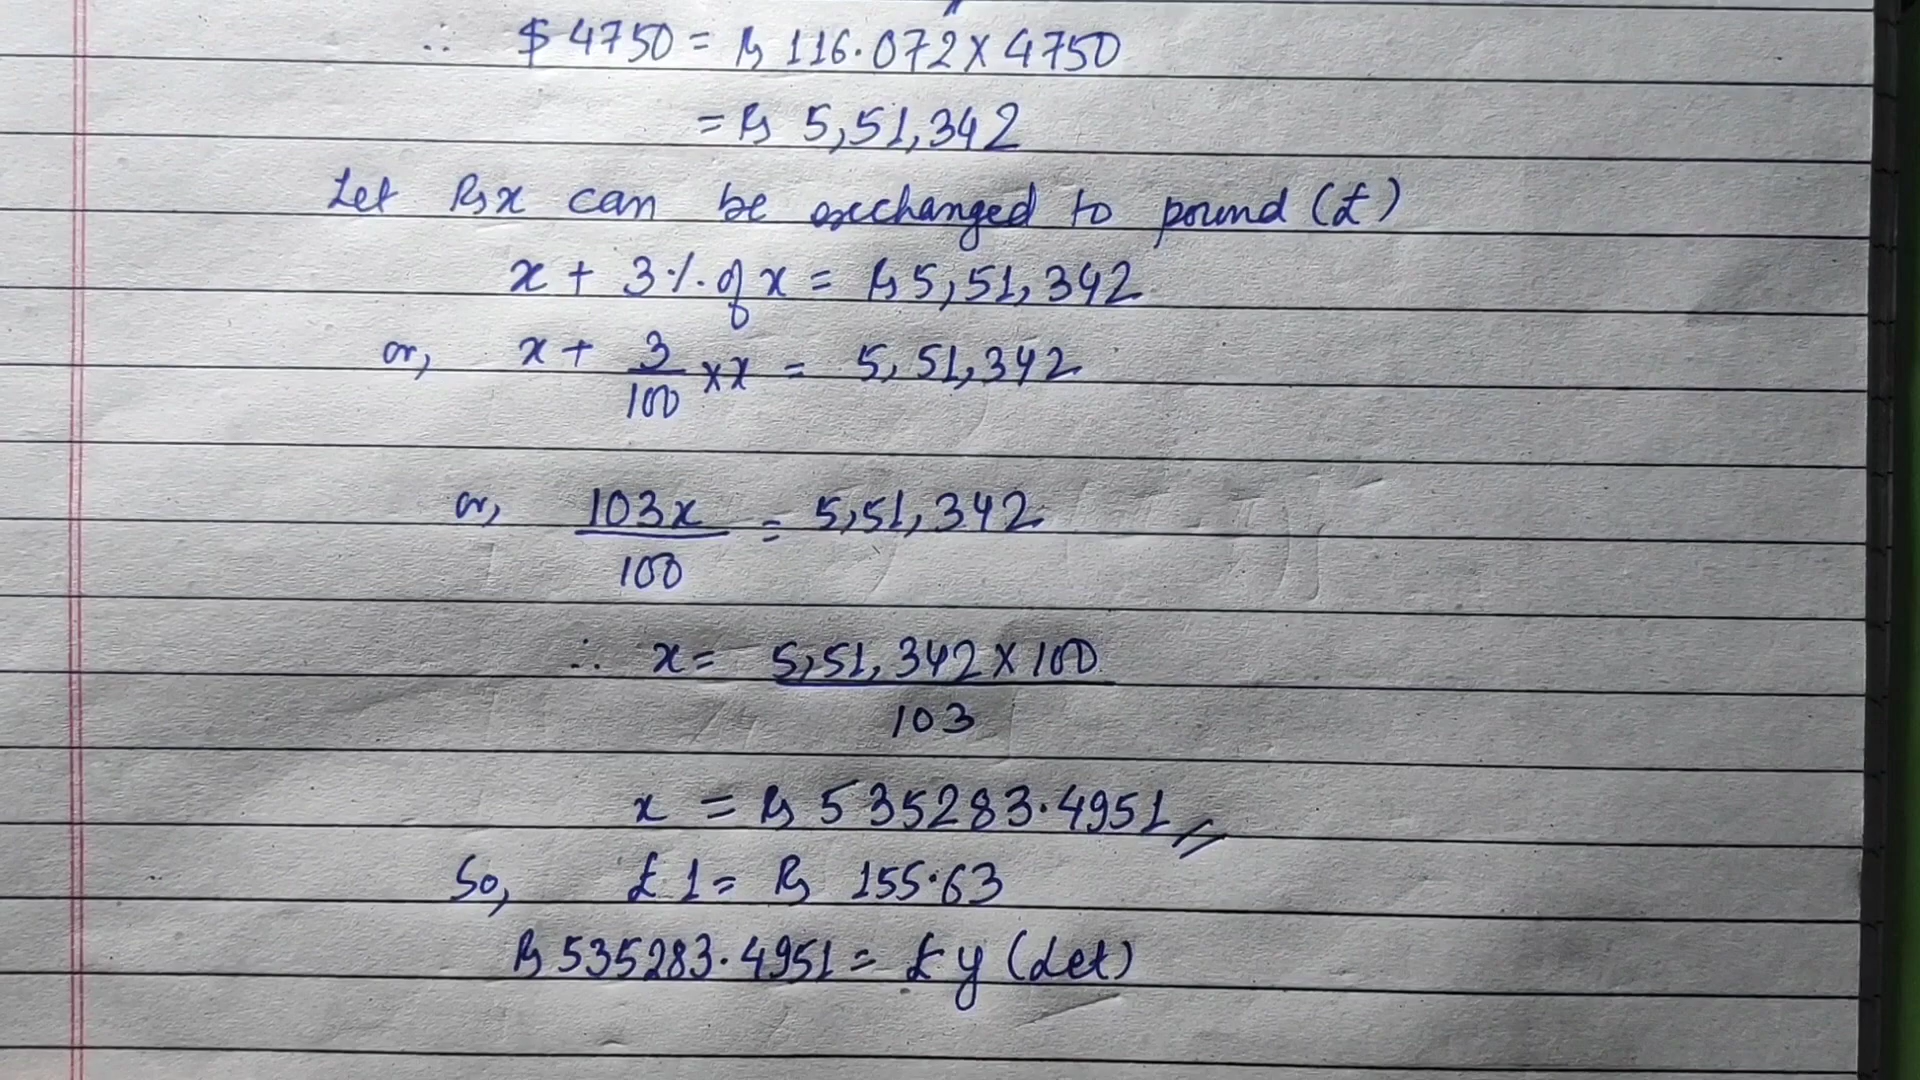 ∴ $ 4750 = Rs 116.072 × 4750
= Rs 5,51,342
Let Rs x can be exchanged to pound (£)
x + 3% of x = Rs 5,51,342
or, x + 3/100 × x = 5,51,342
or, 103x/100 = 5,51,342
∴ x = 5,51,342 × 100/103
x = Rs 535283.4951
So, £ 1 = Rs 155.63
Rs 535283.4951 = £ y (Let)